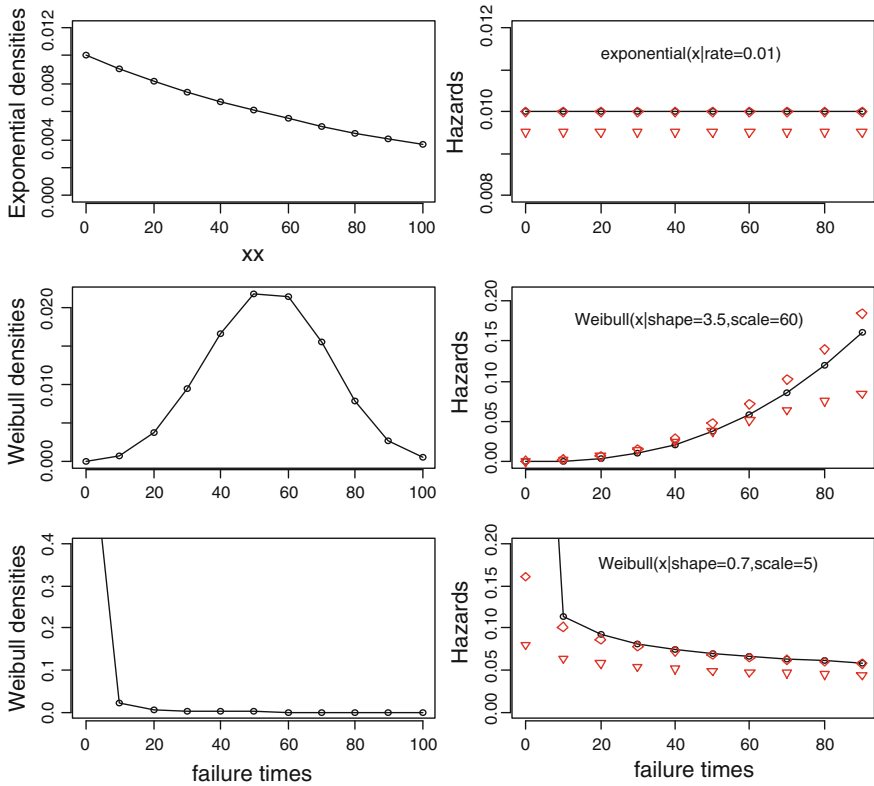 Exponential densities
0.000 0.004 0.008 0.012
0 20 40 60 80 100
xx
Hazards
0.008 0.010 0.012
exponential(x|rate=0.01)
0 20 40 60 80
Weibull densities
0.000 0.010 0.020
0 20 40 60 80 100
Hazards
0.00 0.05 0.10 0.15 0.20
Weibull(x|shape=3.5,scale=60)
0 20 40 60 80
Weibull densities
0.0 0.1 0.2 0.3 0.4
0 20 40 60 80 100
failure times
Hazards
0.00 0.05 0.10 0.15 0.20
Weibull(x|shape=0.7,scale=5)
0 20 40 60 80
failure times